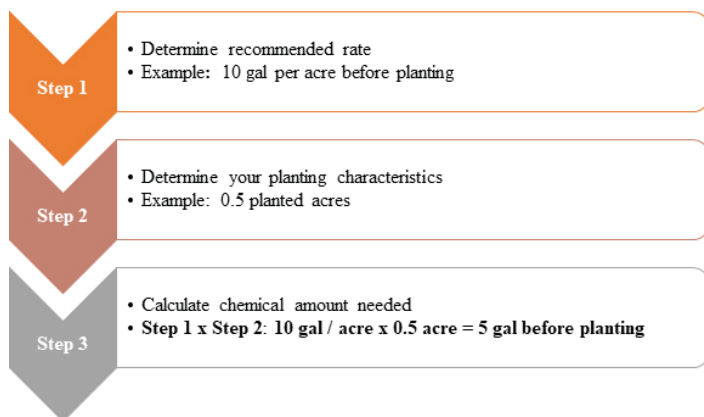 Step 1
• Determine recommended rate
• Example: 10 gal per acre before planting
Step 2
• Determine your planting characteristics
• Example: 0.5 planted acres
Step 3
• Calculate chemical amount needed
• Step 1 x Step 2: 10 gal / acre x 0.5 acre = 5 gal before planting